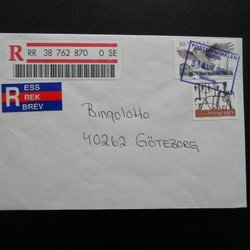 R RR 38 762 870 0 SE
R
ESS
REK
BREV
Bingolotto
40262 GÖTEBORG